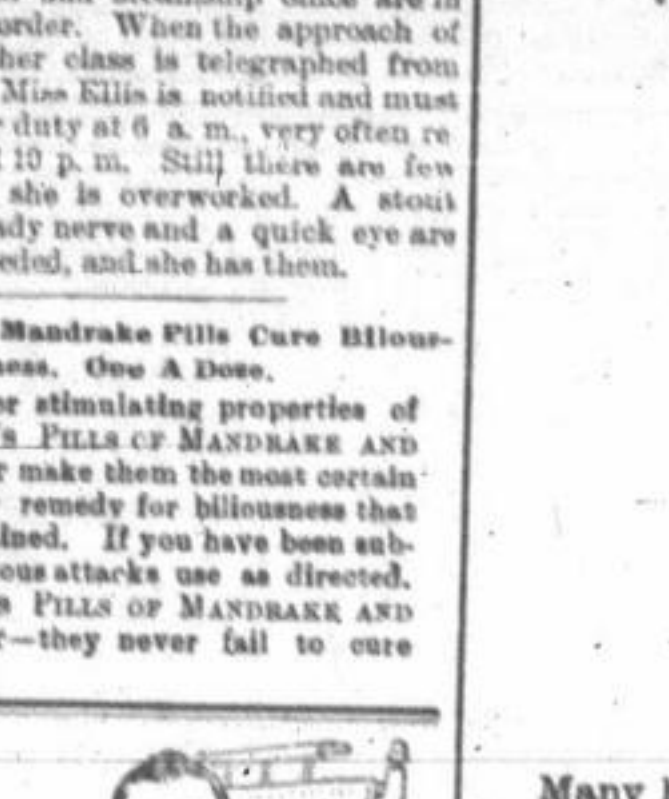 order. When the approach of
her class is telegraphed from
Miss Ellis is notified and must
duty at 6 a. m., very often re
10 p. m. Still there are few
she is overworked. A stout
ady nerve and a quick eye are
eded, and she has them.
Mandrake Pills Cure Bilour-
ness. One A Dose.
er stimulating properties of
's PILLS OF MANDRAKE AND
r make them the most certain
remedy for biliousness that
ined. If you have been sub-
ous attacks use as directed.
s PILLS OF MANDRAKE AND
r—they never fail to cure
Many